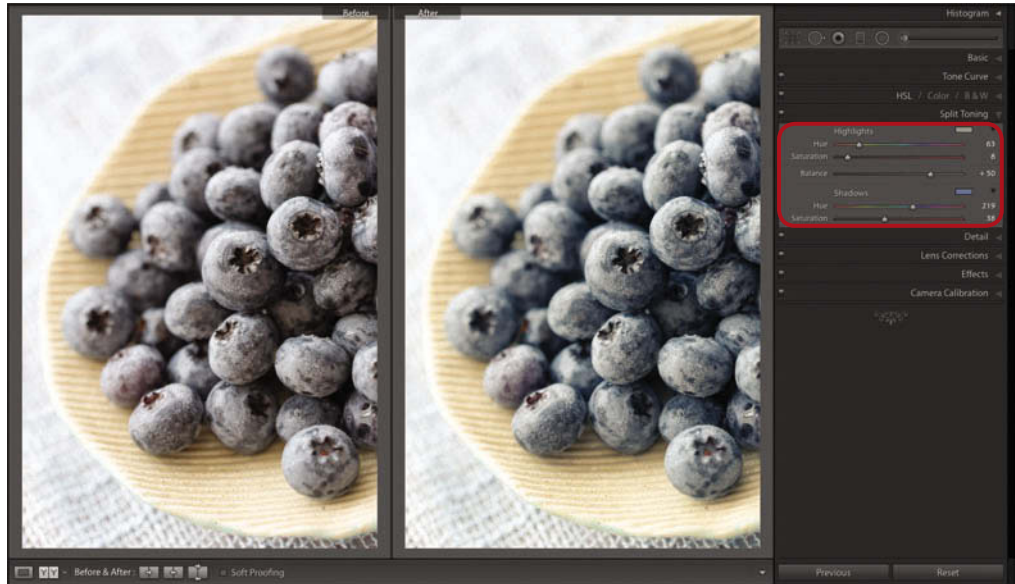 Before
After
Histogram
Basic
Tone Curve
HSL / Color / B & W
Split Toning
Highlights
Hue 63
Saturation 6
Balance + 50
Shadows
Hue 219
Saturation 38
Detail
Lens Corrections
Effects
Camera Calibration
Y Y Before & After : Soft Proofing
Previous Reset